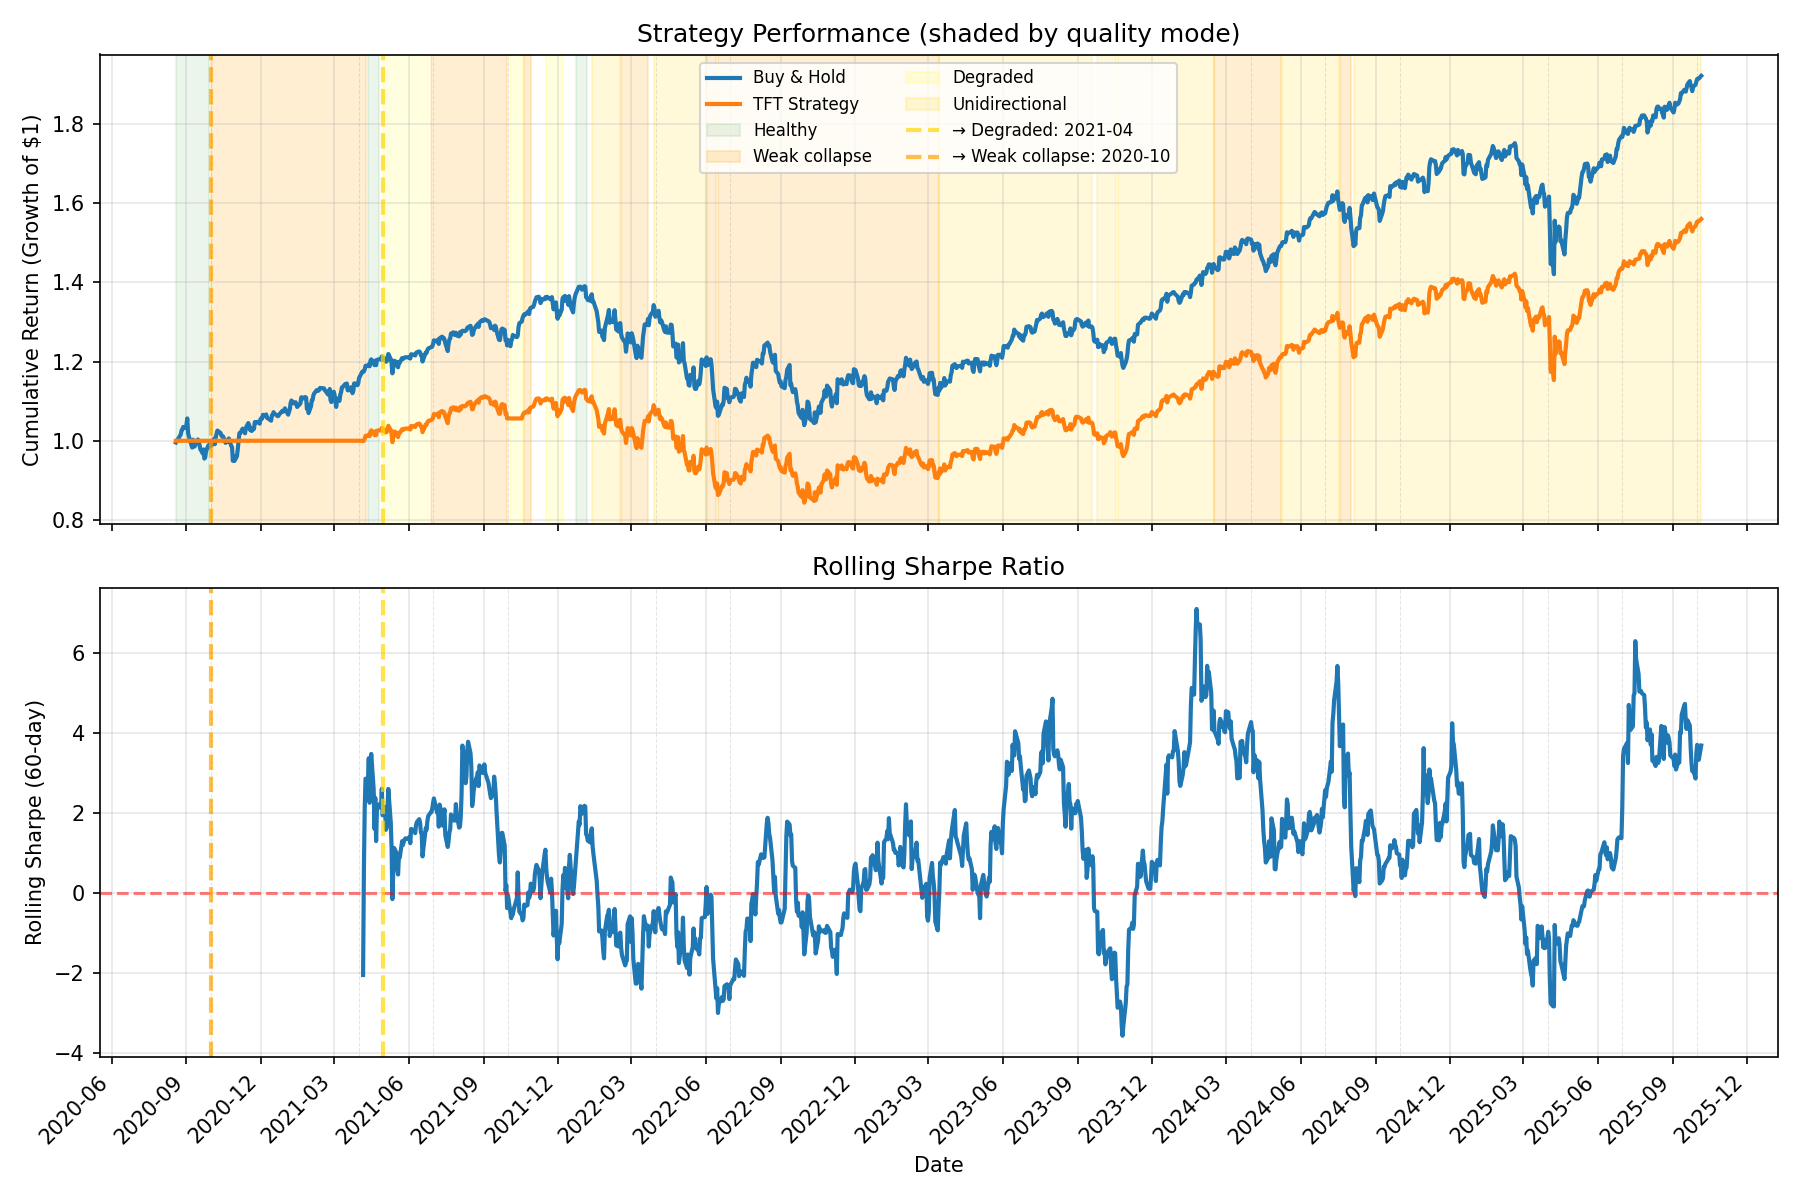 Strategy Performance (shaded by quality mode)
Cumulative Return (Growth of $1)
1.8
1.6
1.4
1.2
1.0
0.8
Buy & Hold
TFT Strategy
Healthy
Weak collapse
Degraded
Unidirectional
→ Degraded: 2021-04
→ Weak collapse: 2020-10
Rolling Sharpe Ratio
Rolling Sharpe (60-day)
6
4
2
0
−2
−4
2020-06
2020-09
2020-12
2021-03
2021-06
2021-09
2021-12
2022-03
2022-06
2022-09
2022-12
2023-03
2023-06
2023-09
2023-12
2024-03
2024-06
2024-09
2024-12
2025-03
2025-06
2025-09
2025-12
Date